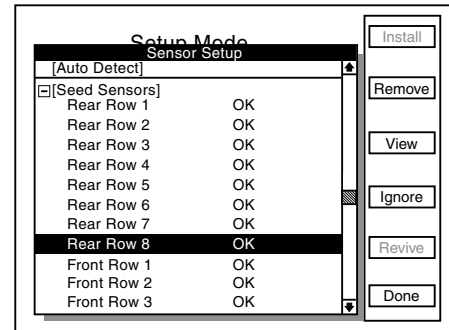 Setup Mode
Sensor Setup
[Auto Detect]
[Seed Sensors]
Rear Row 1 OK
Rear Row 2 OK
Rear Row 3 OK
Rear Row 4 OK
Rear Row 5 OK
Rear Row 6 OK
Rear Row 7 OK
Rear Row 8 OK
Front Row 1 OK
Front Row 2 OK
Front Row 3 OK
Install
Remove
View
Ignore
Revive
Done